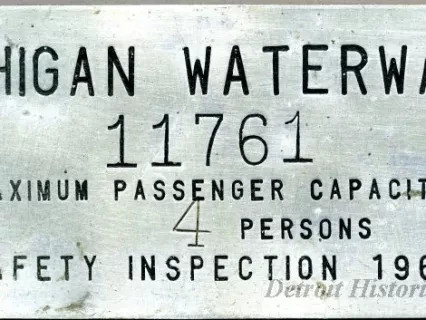 HIGAN WATERWA
11761
AXIMUM PASSENGER CAPACIT
4 PERSONS
AFETY INSPECTION 196
Detroit Histori